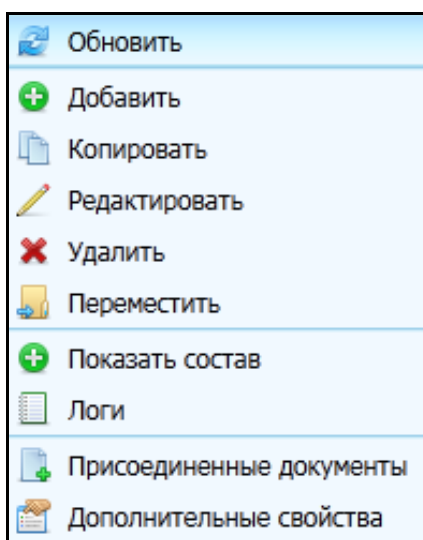 Обновить
Добавить
Копировать
Редактировать
Удалить
Переместить
Показать состав
Логи
Присоединенные документы
Дополнительные свойства